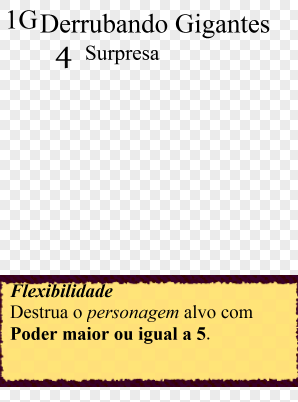 1G Derrubando Gigantes
4 Surpresa
Flexibilidade
Destrua o personagem alvo com
Poder maior ou igual a 5.